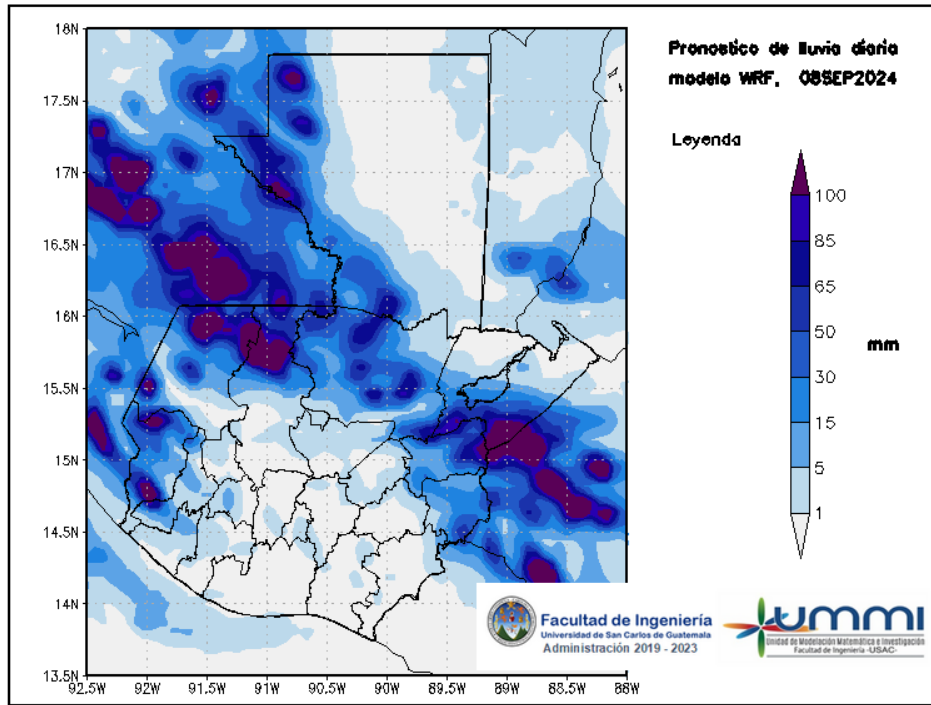 Pronostico de lluvia diaria
modelo WRF, 08SEP2024
Leyenda
100
85
65
50
30
15
5
1
mm
18N
17.5N
17N
16.5N
16N
15.5N
15N
14.5N
14N
13.5N
92.5W
92W
91.5W
91W
90.5W
90W
89.5W
89W
88.5W
88W
Facultad de Ingeniería
Universidad de San Carlos de Guatemala
Administración 2019 - 2023
UMMI
Unidad de Modelación Matemática e Investigación
Facultad de Ingeniería -USAC-